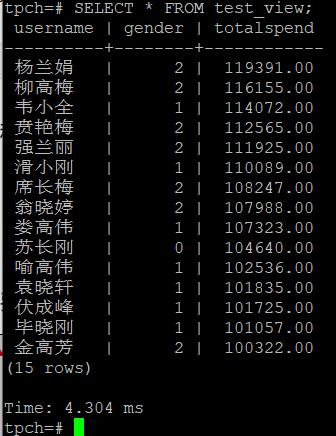 tpch=# SELECT * FROM test_view;
username | gender | totalspend
----------+--------+------------
杨兰娟 | 2 | 119391.00
柳高梅 | 2 | 116155.00
韦小全 | 1 | 114072.00
贲艳梅 | 2 | 112565.00
强兰丽 | 2 | 111925.00
滑小刚 | 1 | 110089.00
席长梅 | 2 | 108247.00
翁晓婷 | 2 | 107988.00
娄高伟 | 1 | 107323.00
苏长刚 | 0 | 104640.00
喻高伟 | 1 | 102536.00
袁晓轩 | 1 | 101835.00
伏成峰 | 1 | 101725.00
毕晓刚 | 1 | 101057.00
金高芳 | 2 | 100322.00
(15 rows)
Time: 4.304 ms
tpch=#